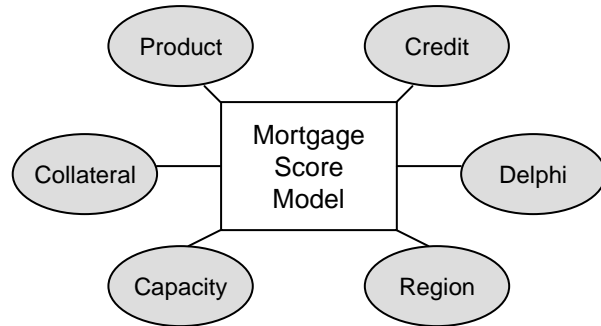 Product
Credit
Mortgage
Score
Model
Collateral
Delphi
Capacity
Region